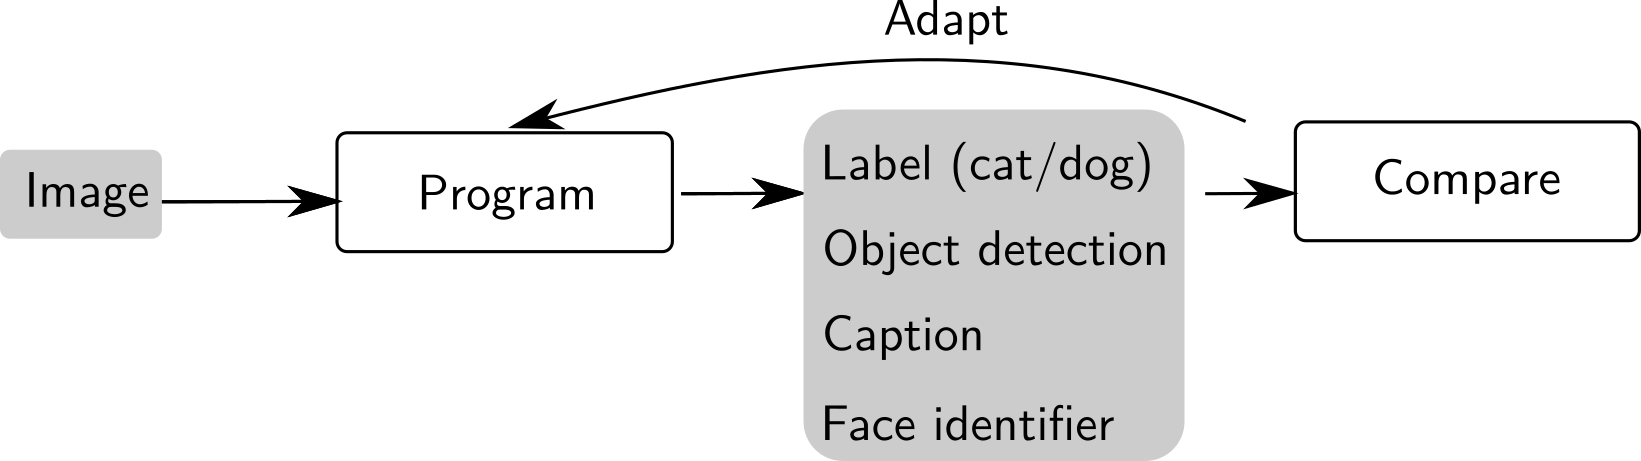 Adapt
Image
Program
Label (cat/dog)
Object detection
Caption
Face identifier
Compare